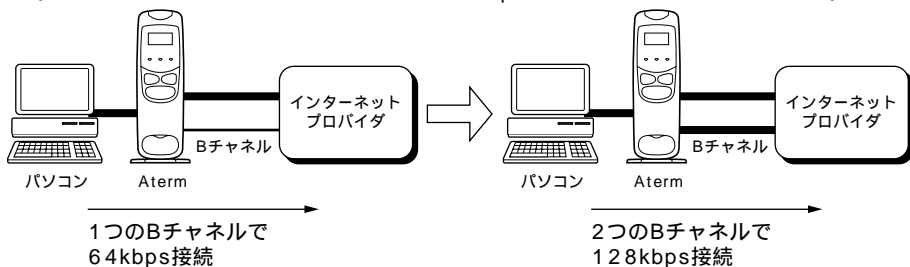 インターネット
プロバイダ
Bチャネル
パソコン
Aterm
1つのBチャネルで
64kbps接続
インターネット
プロバイダ
Bチャネル
パソコン
Aterm
2つのBチャネルで
128kbps接続